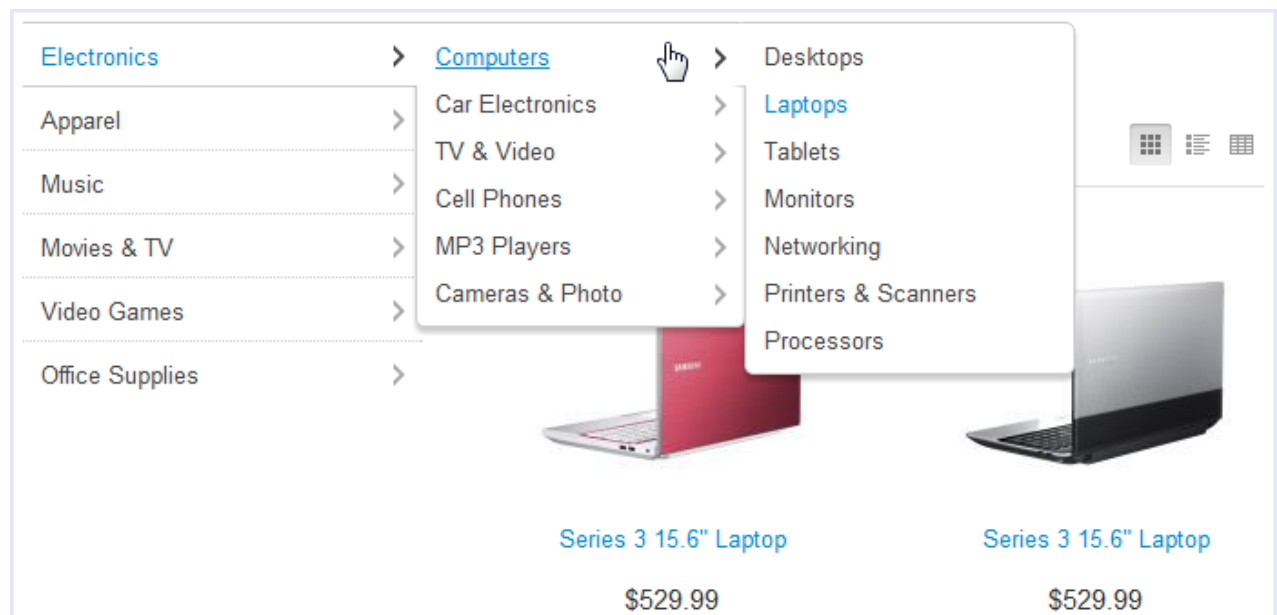 Electronics
Apparel
Music
Movies & TV
Video Games
Office Supplies
Computers
Car Electronics
TV & Video
Cell Phones
MP3 Players
Cameras & Photo
Desktops
Laptops
Tablets
Monitors
Networking
Printers & Scanners
Processors
SAMSUNG
Series 3 15.6" Laptop
$529.99
Series 3 15.6" Laptop
$529.99